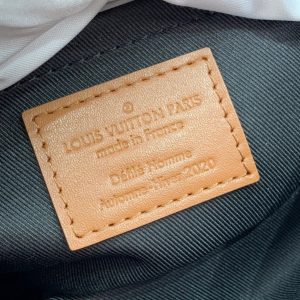 LOUIS VUITTON PARIS
made in France
Défilé Homme
Automne-Hiver 2020